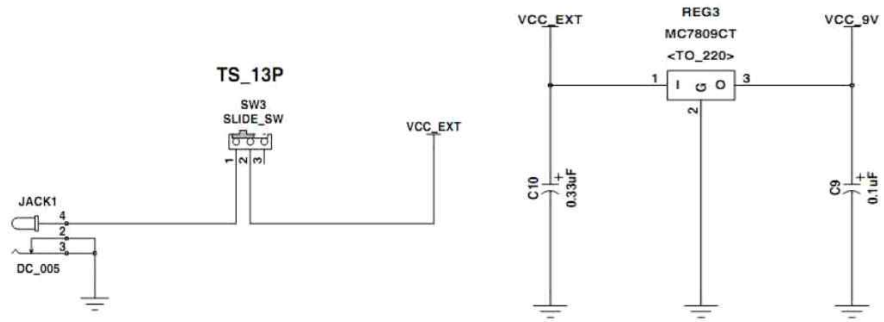 TS_13P
SW3
SLIDE_SW
1
2
3
VCC_EXT
JACK1
4
2
3
DC_005
VCC_EXT
REG3
MC7809CT
<TO_220>
VCC_9V
1
I
G
O
3
2
C10
+
0.33uF
C9
+
0.1uF